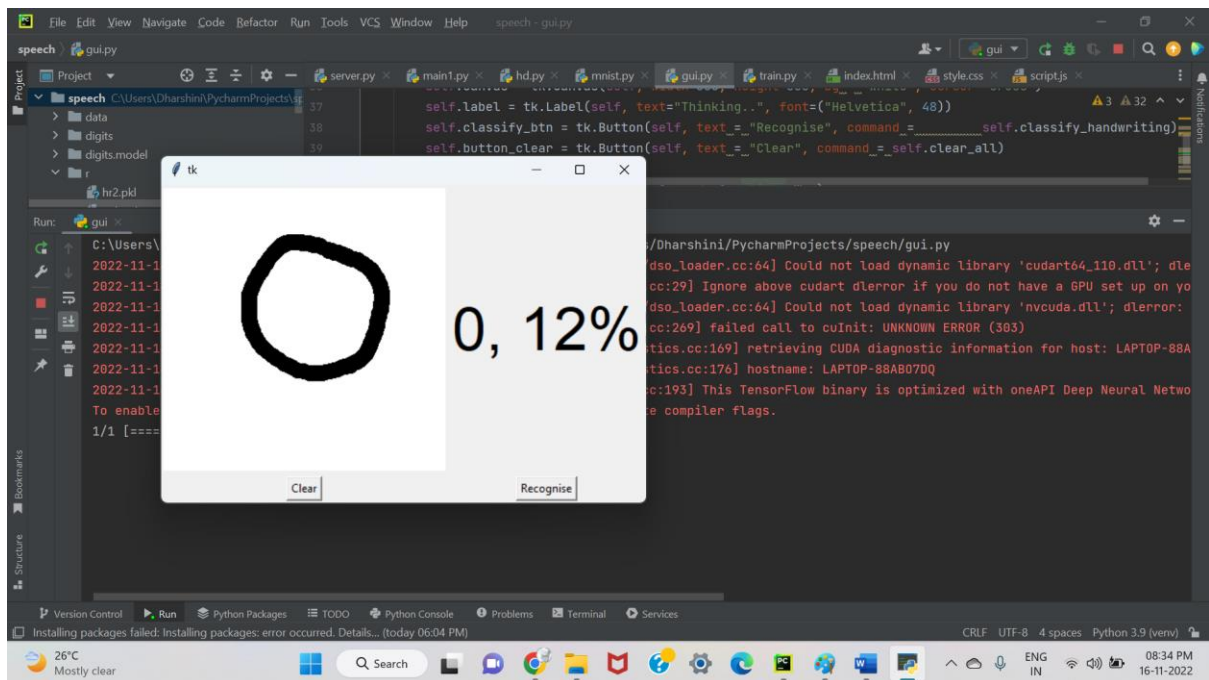 File Edit View Navigate Code Refactor Run Tools VCS Window Help speech - gui.py
speech gui.py gui
Project server.py main1.py hd.py mnist.py gui.py train.py index.html style.css script.js
speech C:\Users\Dharshini\PycharmProjects\sp
data
digits
digits.model
r
hr2.pkl
37 self.label = tk.Label(self, text="Thinking..", font=("Helvetica", 48))
38 self.classify_btn = tk.Button(self, text = "Recognise", command = self.classify_handwriting)
39 self.button_clear = tk.Button(self, text = "Clear", command = self.clear_all)
3 32
Project
Notifications
tk
0, 12%
Clear Recognise
Run: gui
C:\Users\ /Dharshini/PycharmProjects/speech/gui.py
2022-11-1 dso_loader.cc:64] Could not load dynamic library 'cudart64_110.dll'; dle
2022-11-1 cc:29] Ignore above cudart dlerror if you do not have a GPU set up on yo
2022-11-1 dso_loader.cc:64] Could not load dynamic library 'nvcuda.dll'; dlerror:
2022-11-1 cc:269] failed call to cuInit: UNKNOWN ERROR (303)
2022-11-1 stics.cc:169] retrieving CUDA diagnostic information for host: LAPTOP-88A
2022-11-1 stics.cc:176] hostname: LAPTOP-88ABO7DQ
2022-11-1 cc:193] This TensorFlow binary is optimized with oneAPI Deep Neural Netwo
To enable e compiler flags.
1/1 [====
Bookmarks
Structure
Version Control Run Python Packages TODO Python Console Problems Terminal Services
Installing packages failed: Installing packages: error occurred. Details... (today 06:04 PM) CRLF UTF-8 4 spaces Python 3.9 (venv)
26°C
Mostly clear
Search
ENG
IN
08:34 PM
16-11-2022